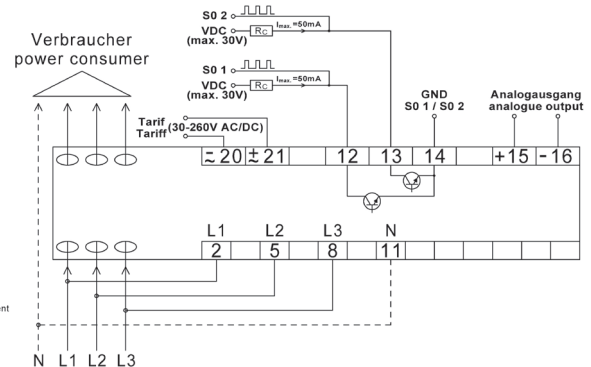 S0 2
Imax.=50mA
VDC
RC
(max. 30V)
Verbraucher
power consumer
S0 1
Imax.=50mA
VDC
RC
(max. 30V)
GND
S0 1 / S0 2
Analogausgang
analogue output
Tarif
Tariff
(30-260V AC/DC)
≂ 20 ± 21 12 13 14 +15 -16
L1 L2 L3 N
2 5 8 11
ent
N L1 L2 L3